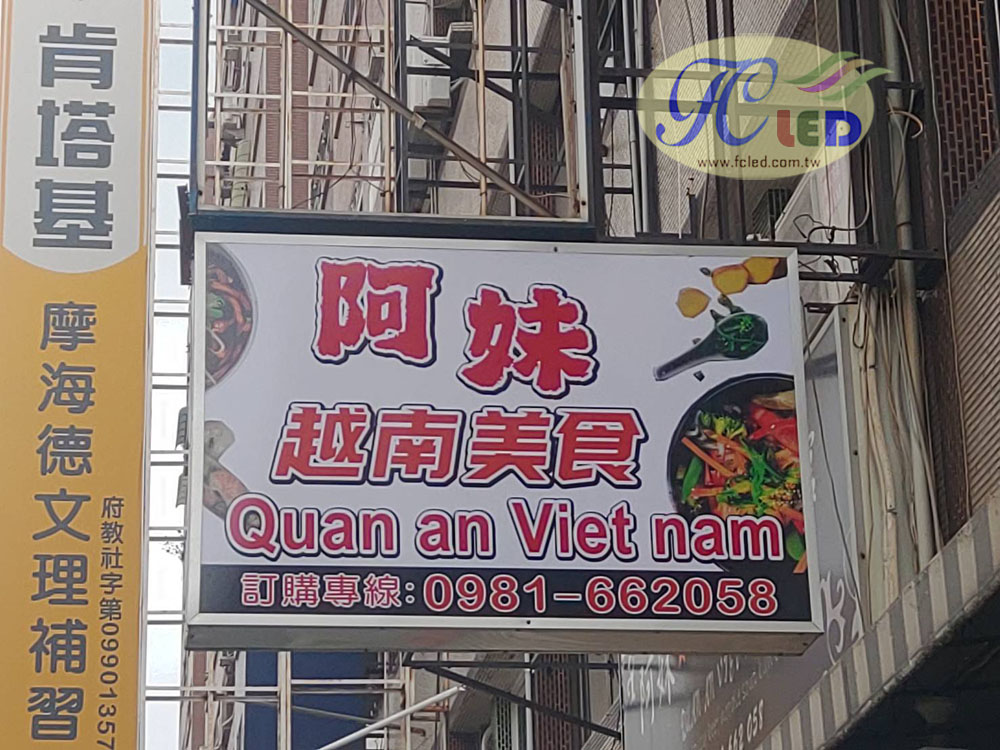 肯塔基
摩海德文理補習
府教社字第0990135
FC LED
www.fcled.com.tw
阿妹
越南美食
Quan an Viet nam
訂購專線:0981-662058